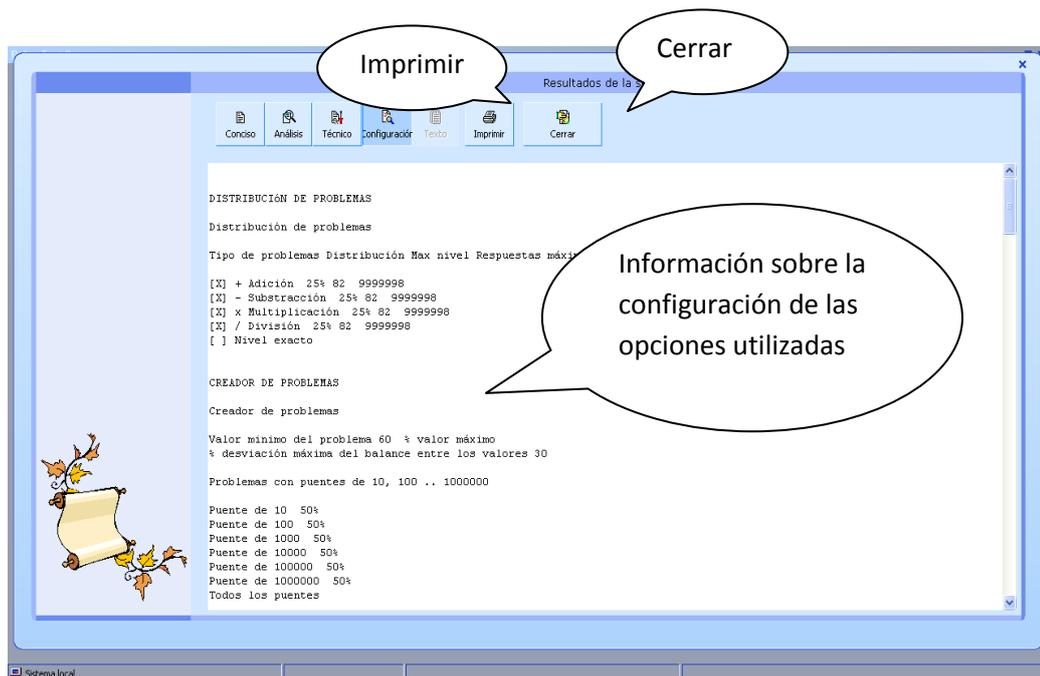 Imprimir
Cerrar
Resultados de la
Conciso Análisis Técnico Configuración Texto Imprimir Cerrar
DISTRIBUCIóN DE PROBLEMAS
Distribución de problemas
Tipo de problemas Distribución Max nivel Respuestas máxi
[X] + Adición 25% 82 9999998
[X] - Substracción 25% 82 9999998
[X] x Multiplicación 25% 82 9999998
[X] / División 25% 82 9999998
[ ] Nivel exacto
Información sobre la
configuración de las
opciones utilizadas
CREADOR DE PROBLEMAS
Creador de problemas
Valor minimo del problema 60 % valor máximo
% desviación máxima del balance entre los valores 30
Problemas con puentes de 10, 100 .. 1000000
Puente de 10 50%
Puente de 100 50%
Puente de 1000 50%
Puente de 10000 50%
Puente de 100000 50%
Puente de 1000000 50%
Todos los puentes
Sistema local